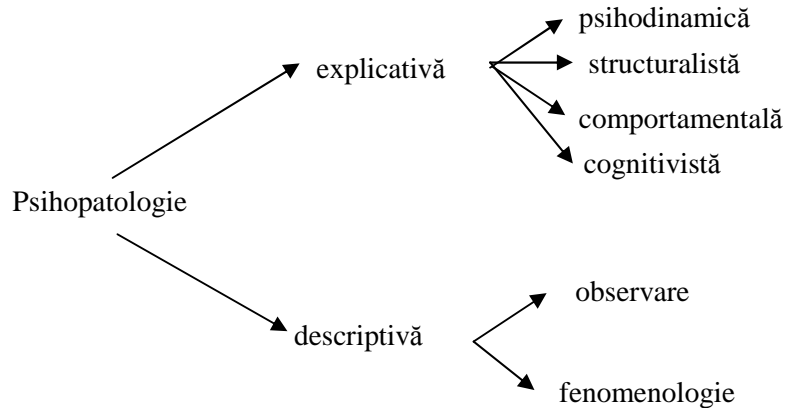 psihodinamică
explicativă
structuralistă
comportamentală
cognitivistă
Psihopatologie
observare
descriptivă
fenomenologie